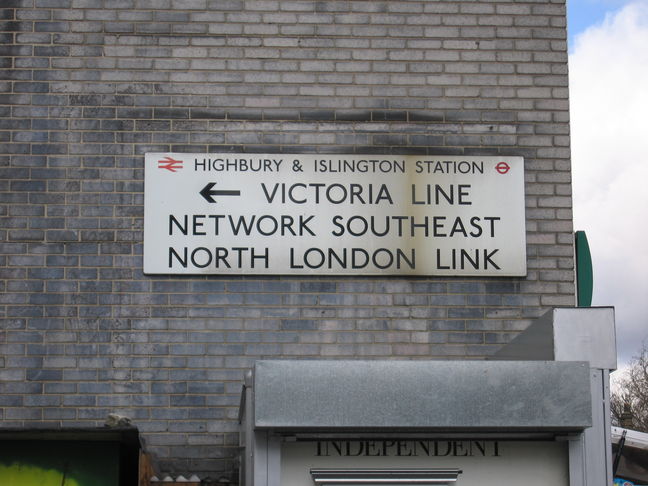 HIGHBURY & ISLINGTON STATION
← VICTORIA LINE
NETWORK SOUTHEAST
NORTH LONDON LINK
INDEPENDENT